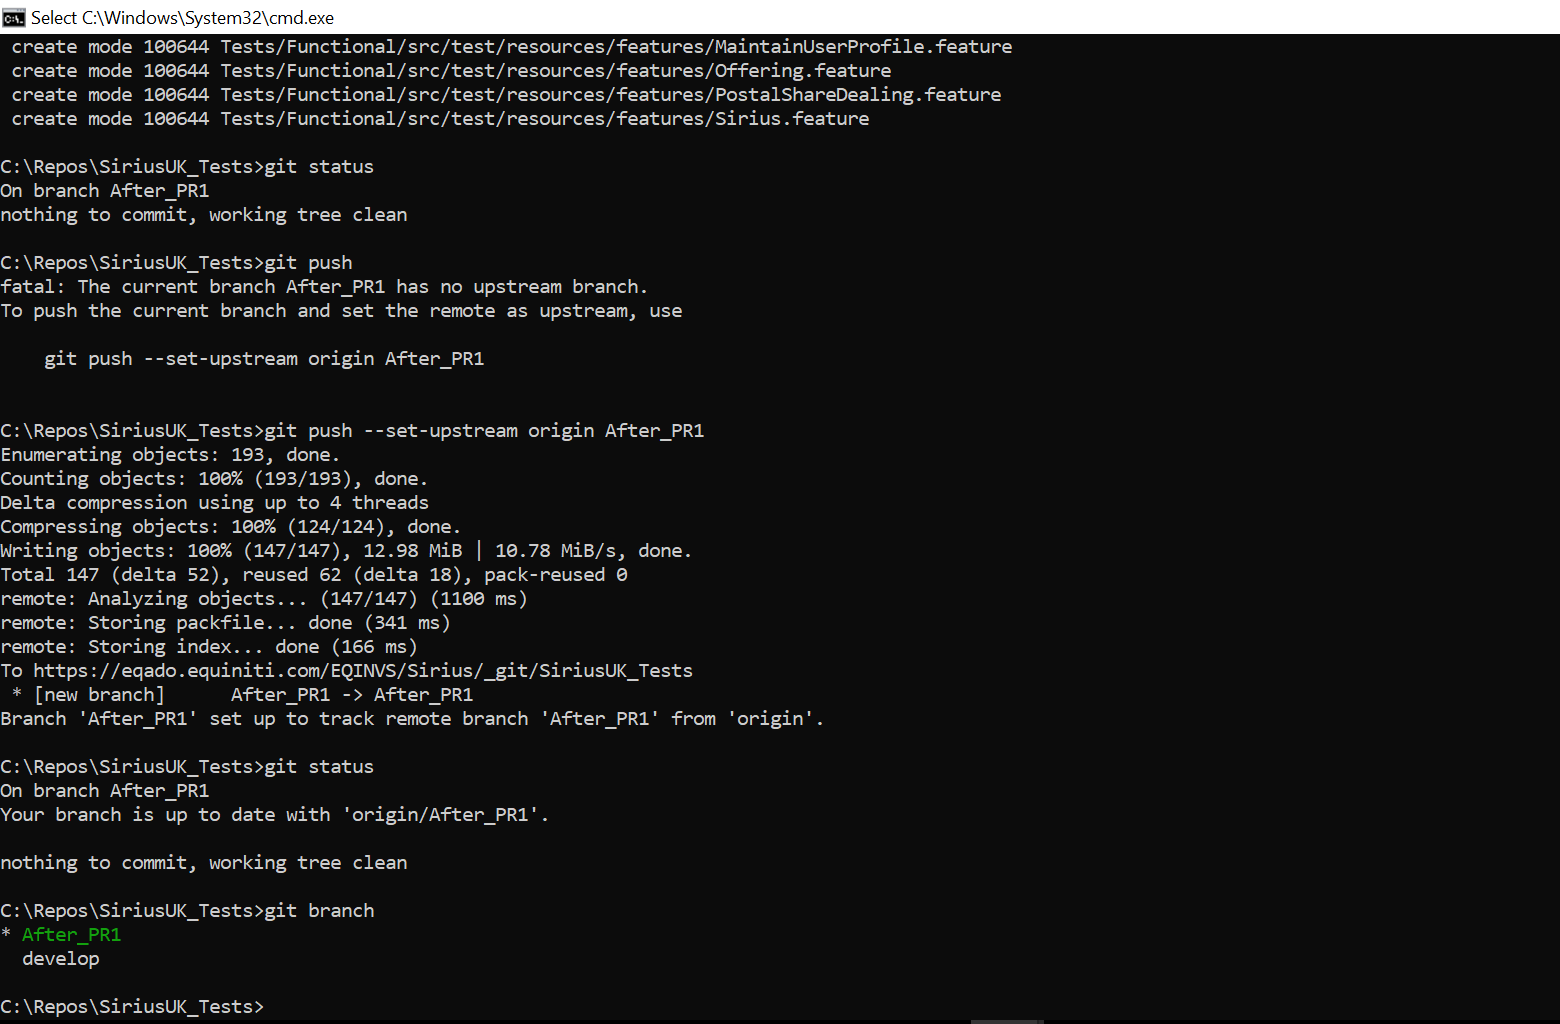 Select C:\Windows\System32\cmd.exe
create mode 100644 Tests/Functional/src/test/resources/features/MaintainUserProfile.feature
create mode 100644 Tests/Functional/src/test/resources/features/Offering.feature
create mode 100644 Tests/Functional/src/test/resources/features/PostalShareDealing.feature
create mode 100644 Tests/Functional/src/test/resources/features/Sirius.feature
C:\Repos\SiriusUK_Tests>git status
On branch After_PR1
nothing to commit, working tree clean
C:\Repos\SiriusUK_Tests>git push
fatal: The current branch After_PR1 has no upstream branch.
To push the current branch and set the remote as upstream, use
git push --set-upstream origin After_PR1
C:\Repos\SiriusUK_Tests>git push --set-upstream origin After_PR1
Enumerating objects: 193, done.
Counting objects: 100% (193/193), done.
Delta compression using up to 4 threads
Compressing objects: 100% (124/124), done.
Writing objects: 100% (147/147), 12.98 MiB | 10.78 MiB/s, done.
Total 147 (delta 52), reused 62 (delta 18), pack-reused 0
remote: Analyzing objects... (147/147) (1100 ms)
remote: Storing packfile... done (341 ms)
remote: Storing index... done (166 ms)
To https://eqado.equiniti.com/EQINVS/Sirius/_git/SiriusUK_Tests
* [new branch]      After_PR1 -> After_PR1
Branch 'After_PR1' set up to track remote branch 'After_PR1' from 'origin'.
C:\Repos\SiriusUK_Tests>git status
On branch After_PR1
Your branch is up to date with 'origin/After_PR1'.
nothing to commit, working tree clean
C:\Repos\SiriusUK_Tests>git branch
* After_PR1
develop
C:\Repos\SiriusUK_Tests>